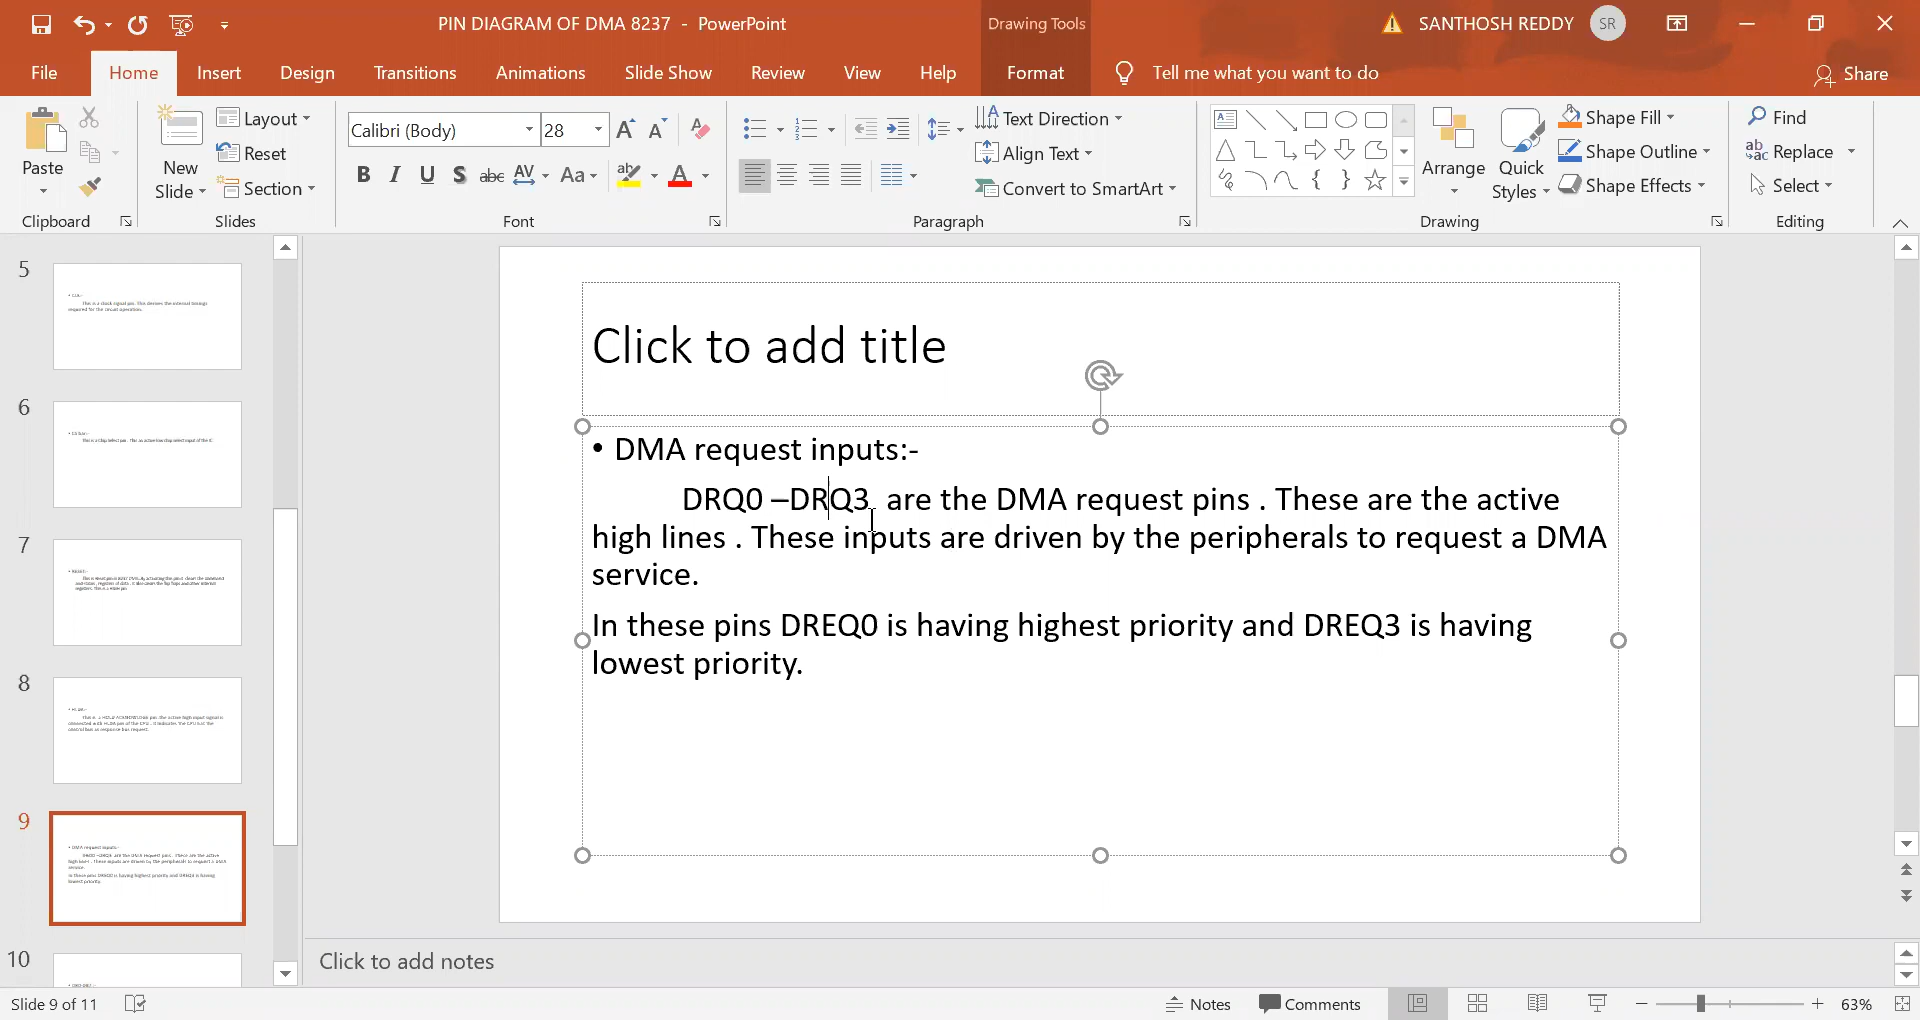 PIN DIAGRAM OF DMA 8237 - PowerPoint
Drawing Tools
SANTHOSH REDDY SR
File Home Insert Design Transitions Animations Slide Show Review View Help Format Tell me what you want to do Share
Paste
Clipboard
New Slide
Layout
Reset
Section
Slides
Calibri (Body) 28
B I U S abc AV Aa A
Font
Text Direction
Align Text
Convert to SmartArt
Paragraph
Arrange
Quick Styles
Shape Fill
Shape Outline
Shape Effects
Drawing
Find
Replace
Select
Editing
5
6
7
8
9
10
Click to add title
• DMA request inputs:-
DRQ0 –DRQ3 are the DMA request pins . These are the active
high lines . These inputs are driven by the peripherals to request a DMA
service.
In these pins DREQ0 is having highest priority and DREQ3 is having
lowest priority.
Click to add notes
Slide 9 of 11
Notes Comments 63%